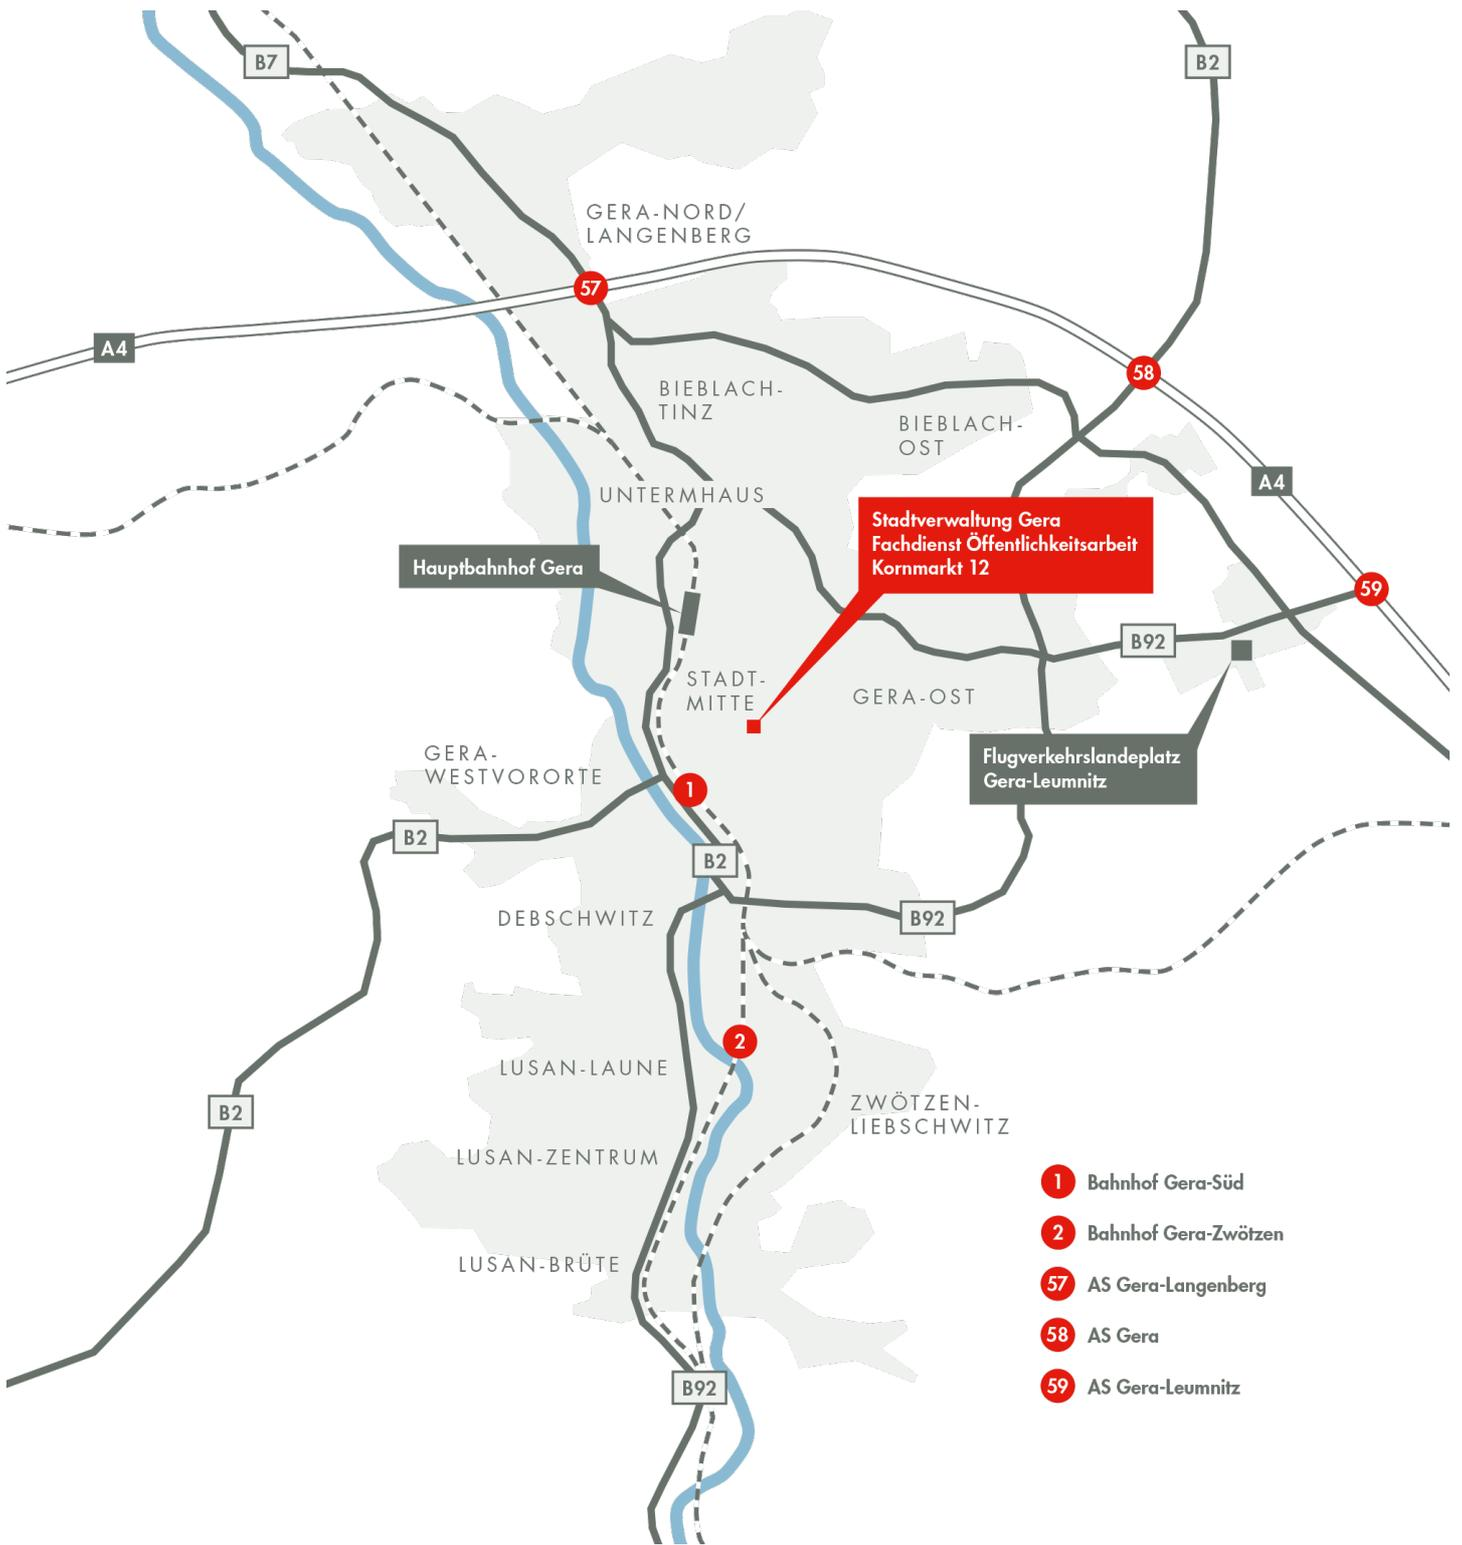 B7
B2
GERA-NORD/
LANGENBERG
57
A4
58
BIEBLACH-
TINZ
BIEBLACH-
OST
A4
UNTERMHAUS
Stadtverwaltung Gera
Fachdienst Öffentlichkeitsarbeit
Kornmarkt 12
Hauptbahnhof Gera
59
B92
STADT-
MITTE
GERA-OST
GERA-
WESTVORORTE
Flugverkehrslandeplatz
Gera-Leumnitz
1
B2
B2
DEBSCHWITZ
B92
2
LUSAN-LAUNE
B2
ZWÖTZEN-
LIEBSCHWITZ
LUSAN-ZENTRUM
LUSAN-BRÜTE
B92
1 Bahnhof Gera-Süd
2 Bahnhof Gera-Zwötzen
57 AS Gera-Langenberg
58 AS Gera
59 AS Gera-Leumnitz